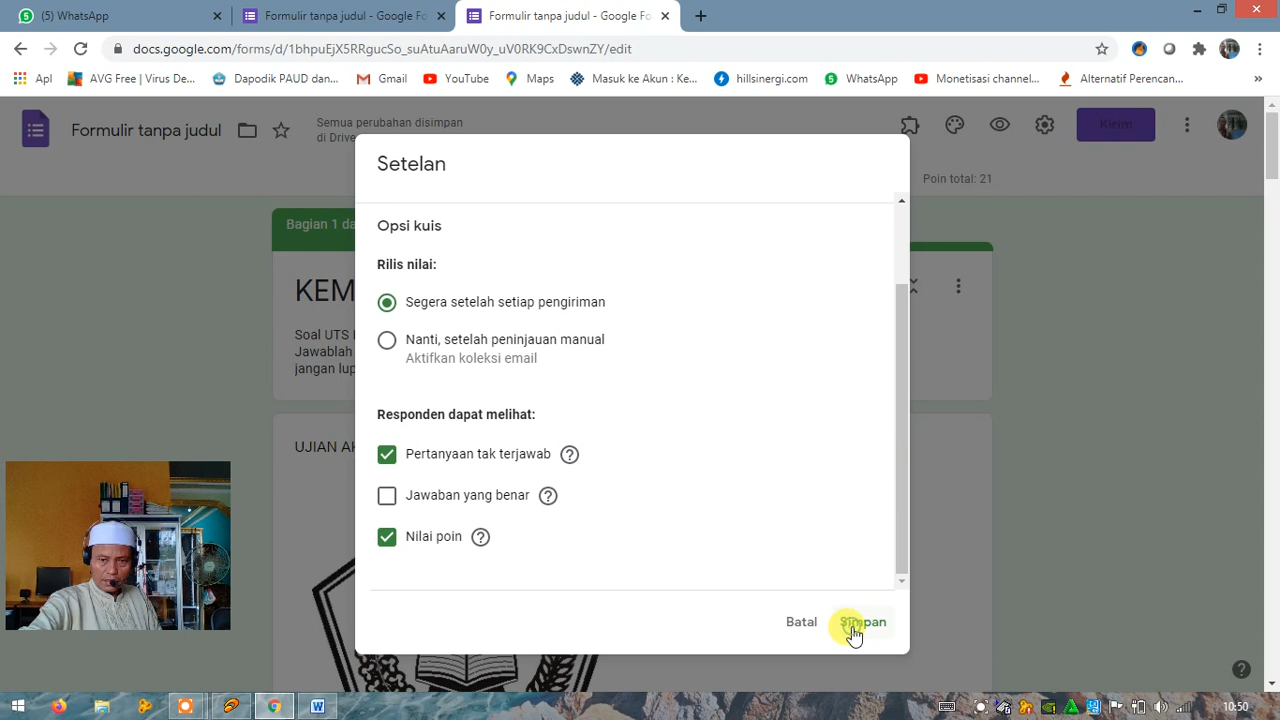 (5) WhatsApp
Formulir tanpa judul - Google Fo
Formulir tanpa judul - Google Fo
docs.google.com/forms/d/1bhpuEjX5RRgucSo_suAtuAaruW0y_uV0RK9CxDswnZY/edit
Apl
AVG Free | Virus De...
Dapodik PAUD dan...
Gmail
YouTube
Maps
Masuk ke Akun : Ke...
hillsinergi.com
WhatsApp
Monetisasi channel...
Alternatif Perencan...
Formulir tanpa judul
Semua perubahan disimpan
di Drive
Kirim
Poin total: 21
Setelan
Bagian 1 da
Opsi kuis
Rilis nilai:
KEM
Segera setelah setiap pengiriman
Soal UTS
Nanti, setelah peninjauan manual
Jawablah
Aktifkan koleksi email
jangan lup
Responden dapat melihat:
UJIAN AK
Pertanyaan tak terjawab
Jawaban yang benar
Nilai poin
Batal
Simpan
10:50